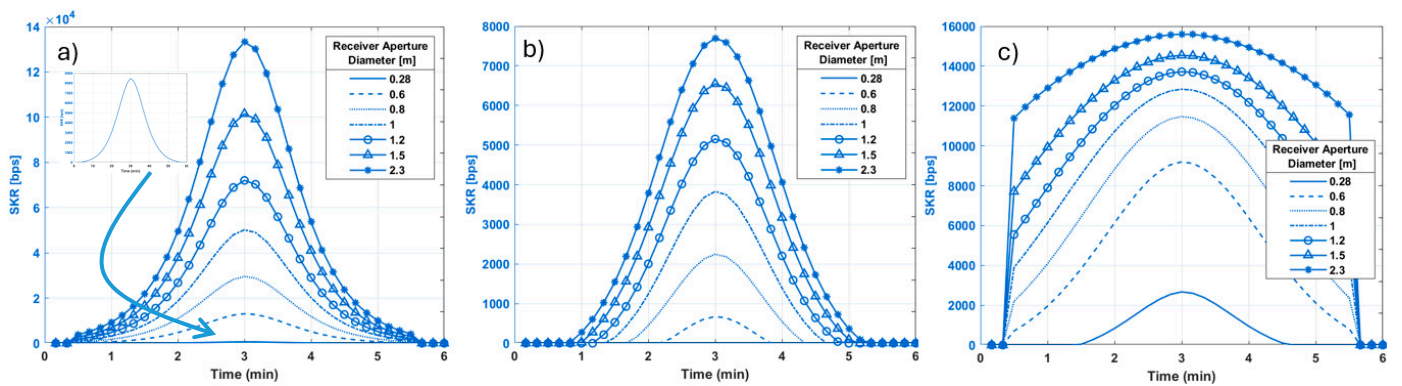 a)
×10⁴
14
12
10
8
6
4
2
0
SKR [bps]
0 1 2 3 4 5 6
Time (min)
Time (min)
Receiver Aperture
Diameter [m]
0.28
0.6
0.8
1
1.2
1.5
2.3
b)
8000
7000
6000
5000
4000
3000
2000
1000
0
SKR [bps]
0 1 2 3 4 5 6
Time (min)
Receiver Aperture
Diameter [m]
0.28
0.6
0.8
1
1.2
1.5
2.3
c)
16000
14000
12000
10000
8000
6000
4000
2000
0
SKR [bps]
0 1 2 3 4 5 6
Time (min)
Receiver Aperture
Diameter [m]
0.28
0.6
0.8
1
1.2
1.5
2.3